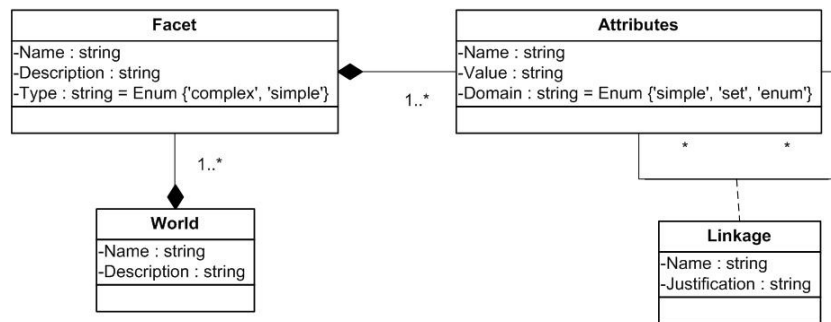 Facet
-Name : string
-Description : string
-Type : string = Enum {'complex', 'simple'}
Attributes
-Name : string
-Value : string
-Domain : string = Enum {'simple', 'set', 'enum'}
1..*
1..*
*
*
World
-Name : string
-Description : string
Linkage
-Name : string
-Justification : string